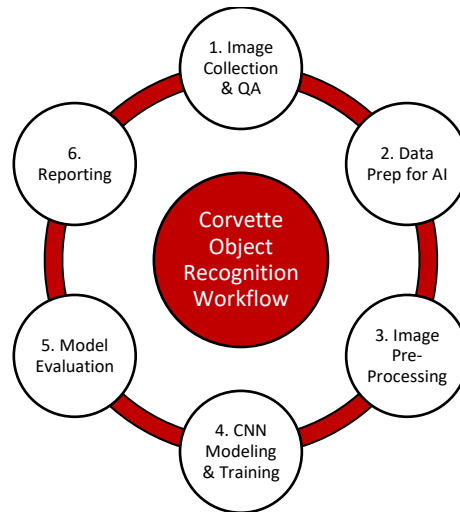 1. Image
Collection
& QA
2. Data
Prep for AI
3. Image
Pre-
Processing
4. CNN
Modeling
& Training
5. Model
Evaluation
6.
Reporting
Corvette
Object
Recognition
Workflow